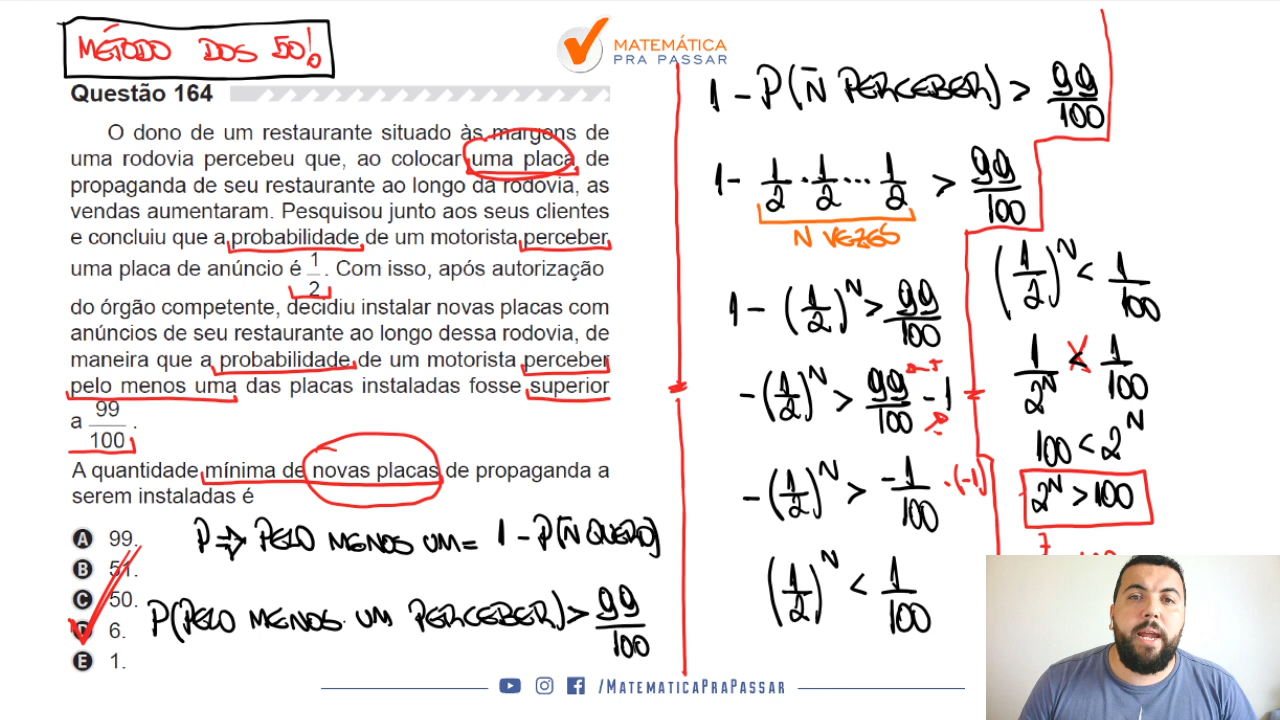 MÉTODO DOS 50!
MATEMÁTICA
PRA PASSAR
Questão 164
O dono de um restaurante situado às margens de
uma rodovia percebeu que, ao colocar uma placa de
propaganda de seu restaurante ao longo da rodovia, as
vendas aumentaram. Pesquisou junto aos seus clientes
e concluiu que a probabilidade de um motorista perceber
uma placa de anúncio é 1/2. Com isso, após autorização
do órgão competente, decidiu instalar novas placas com
anúncios de seu restaurante ao longo dessa rodovia, de
maneira que a probabilidade de um motorista perceber
pelo menos uma das placas instaladas fosse superior
a 99/100.
A quantidade mínima de novas placas de propaganda a
serem instaladas é
A 99.
B 51.
C 50.
D 6.
E 1.
P ⇒ PELO MENOS UM = 1 - P(Ñ QUERO)
P(PELO MENOS UM PERCEBER) > 99/100
1 - P(Ñ PERCEBER) > 99/100
1 - 1/2 · 1/2 ... 1/2 > 99/100
N VEZES
1 - (1/2)^N > 99/100
-(1/2)^N > 99/100 - 1
-(1/2)^N > -1/100 ·(-1)
(1/2)^N < 1/100
(1/2)^N < 1/100
1/2^N < 1/100
100 < 2^N
2^N > 100
/MATEMATICAPRAPASSAR